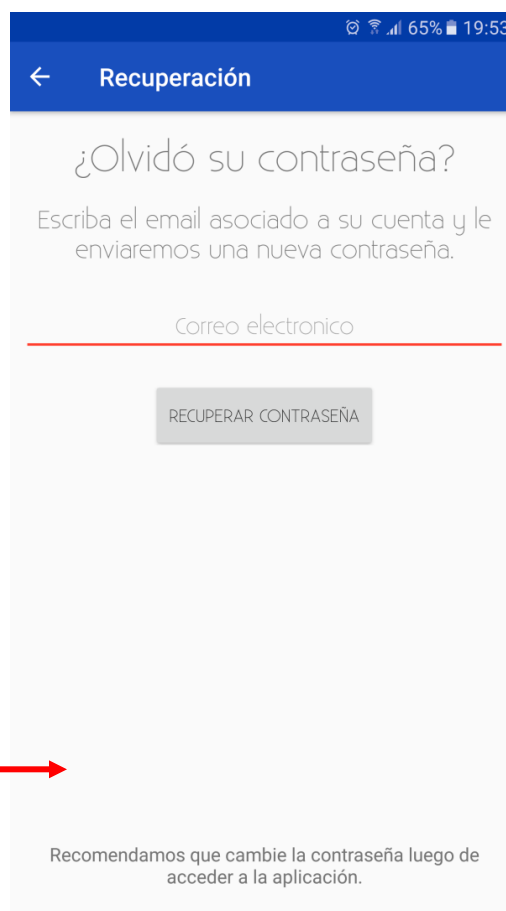 65% 19:53
Recuperación
¿Olvidó su contraseña?
Escriba el email asociado a su cuenta y le
enviaremos una nueva contraseña.
Correo electronico
RECUPERAR CONTRASEÑA
Recomendamos que cambie la contraseña luego de
acceder a la aplicación.